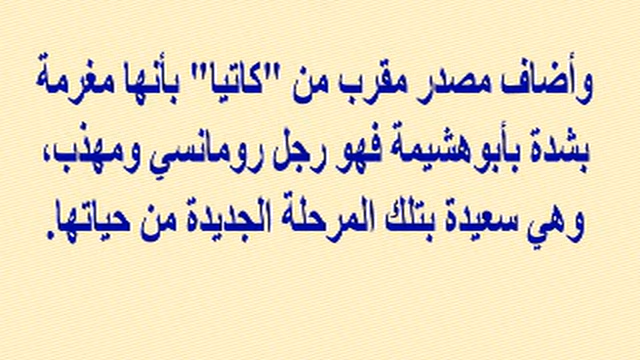 وأضاف مصدر مقرب من "كاتيا" بأنها مغرمة
بشدة بأبوهشيمة فهو رجل رومانسي ومهذب،
وهي سعيدة بتلك المرحلة الجديدة من حياتها.